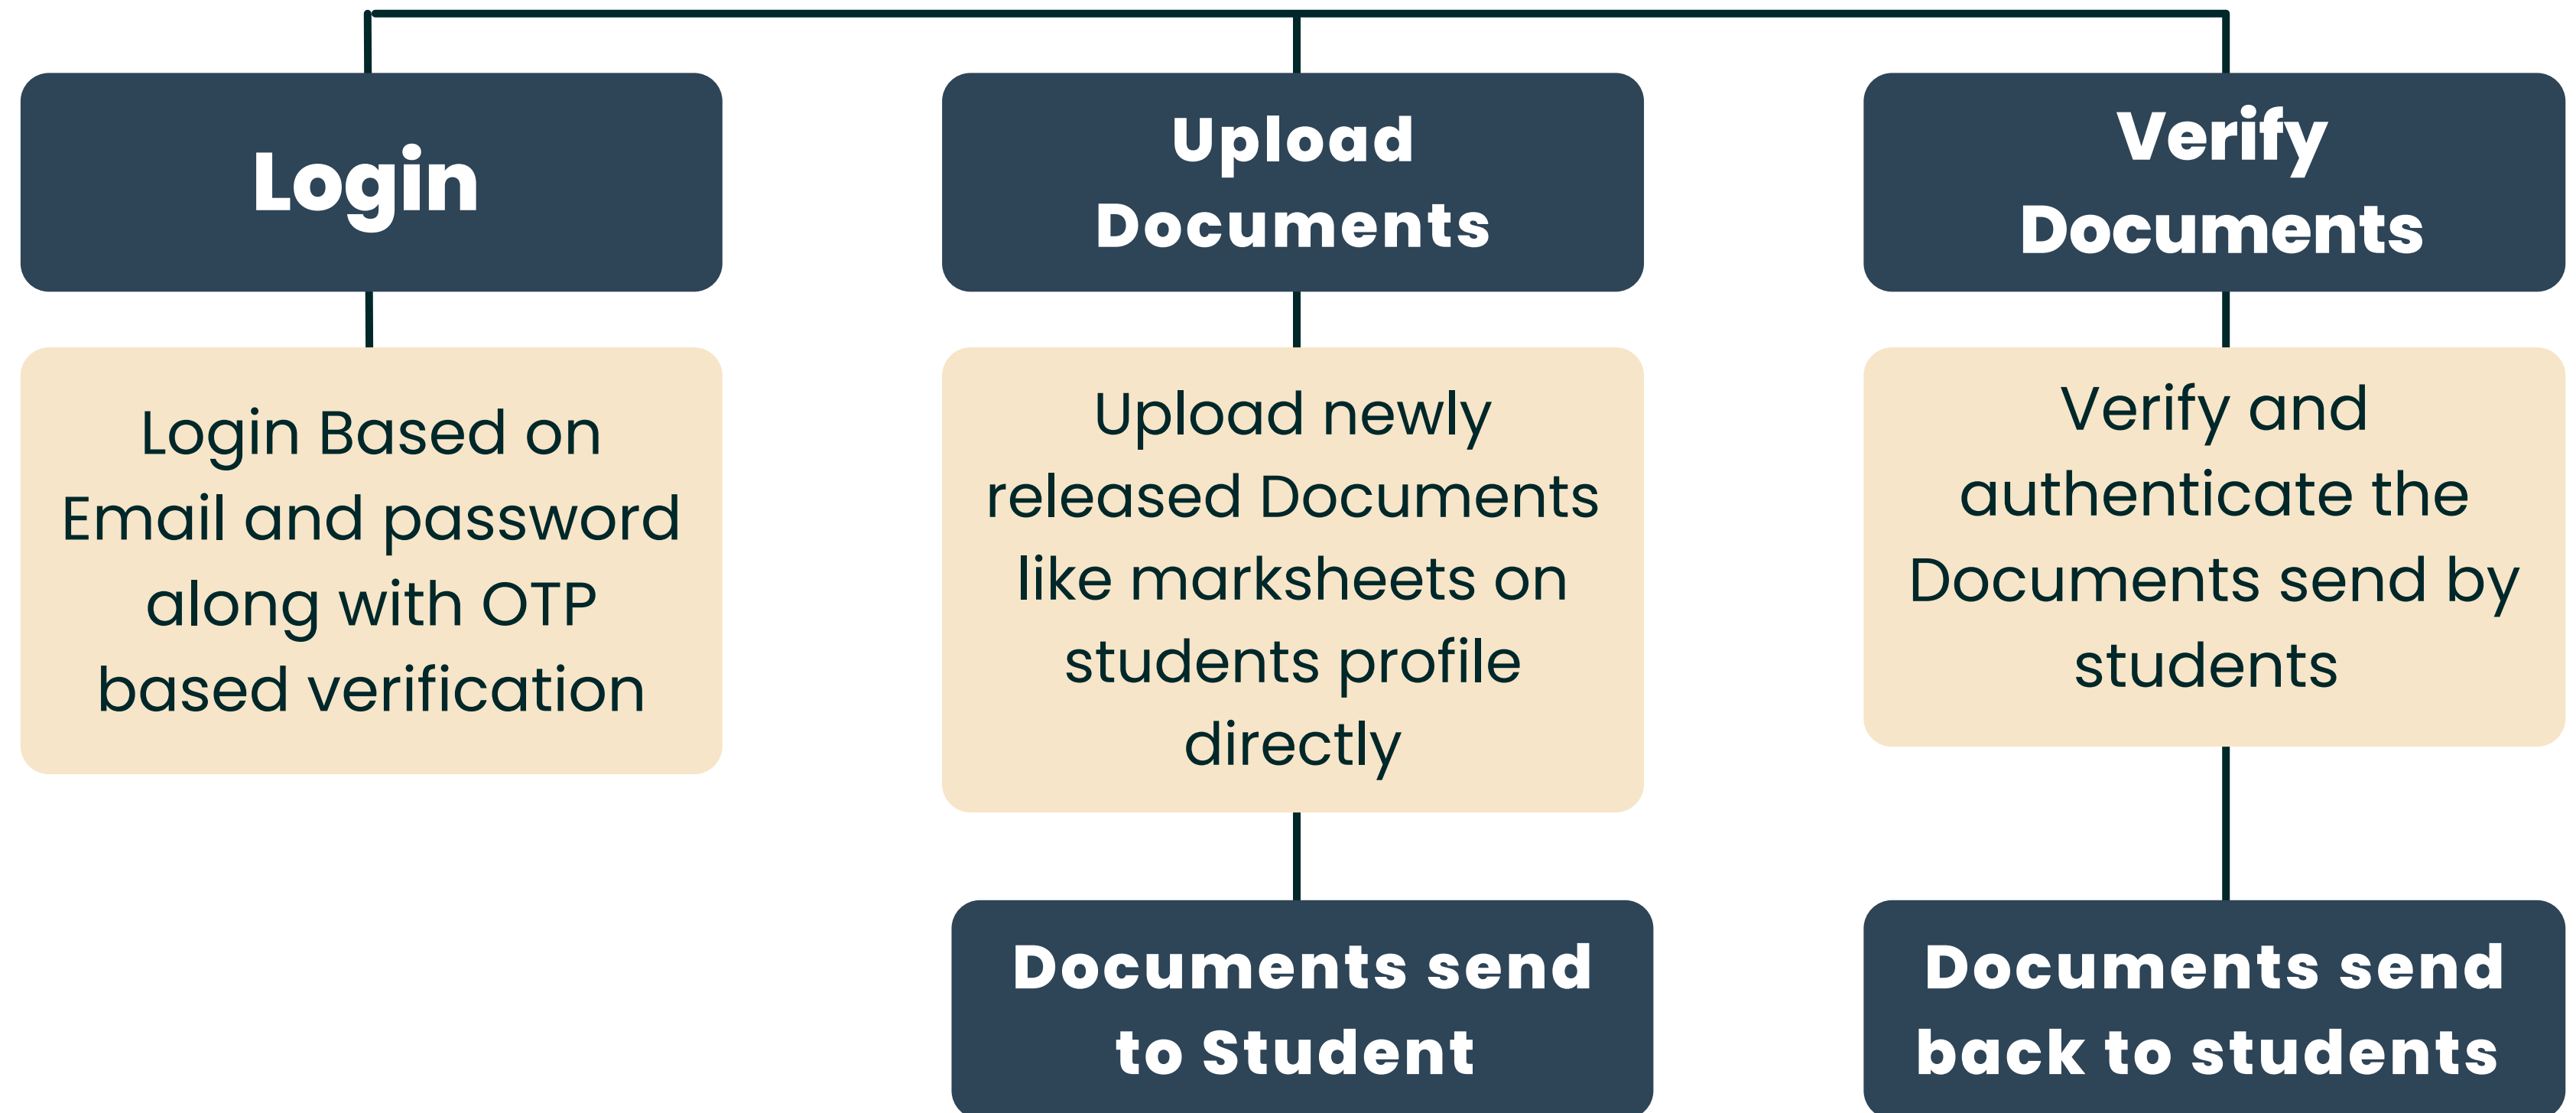 Login
Upload
Documents
Verify
Documents
Login Based on
Email and password
along with OTP
based verification
Upload newly
released Documents
like marksheets on
students profile
directly
Verify and
authenticate the
Documents send by
students
Documents send
to Student
Documents send
back to students